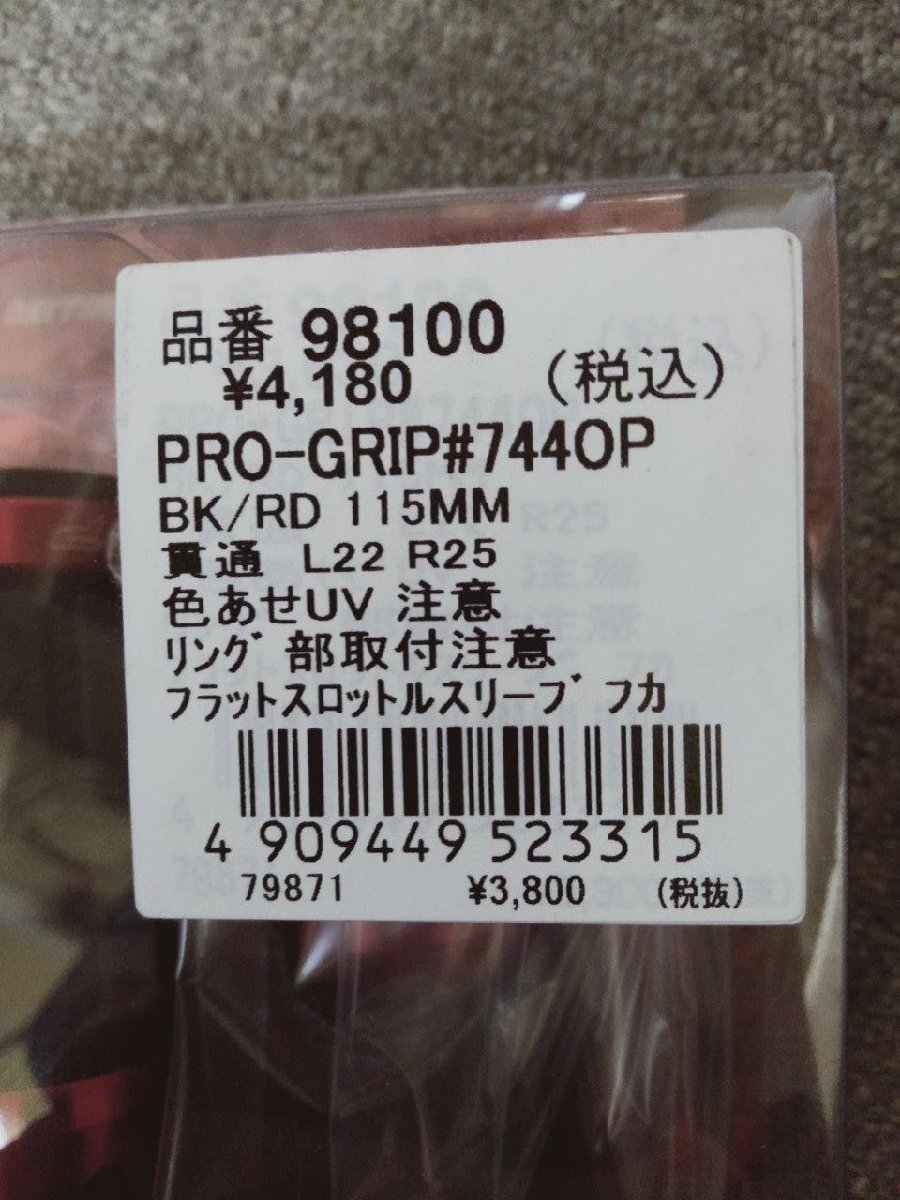 品番 98100
¥4,180 (税込)
PRO-GRIP#744OP
BK/RD 115MM
貫通 L22 R25
色あせUV 注意
ﾘﾝｸﾞ部取付注意
ﾌﾗｯﾄｽﾛｯﾄﾙｽﾘｰﾌﾞ ﾌｶ
4 909449 523315
79871 ¥3,800 (税抜)